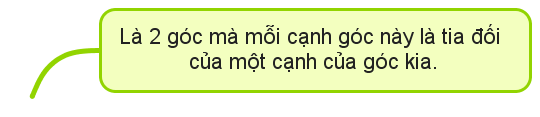 Là 2 góc mà mỗi cạnh góc này là tia đối
của một cạnh của góc kia.